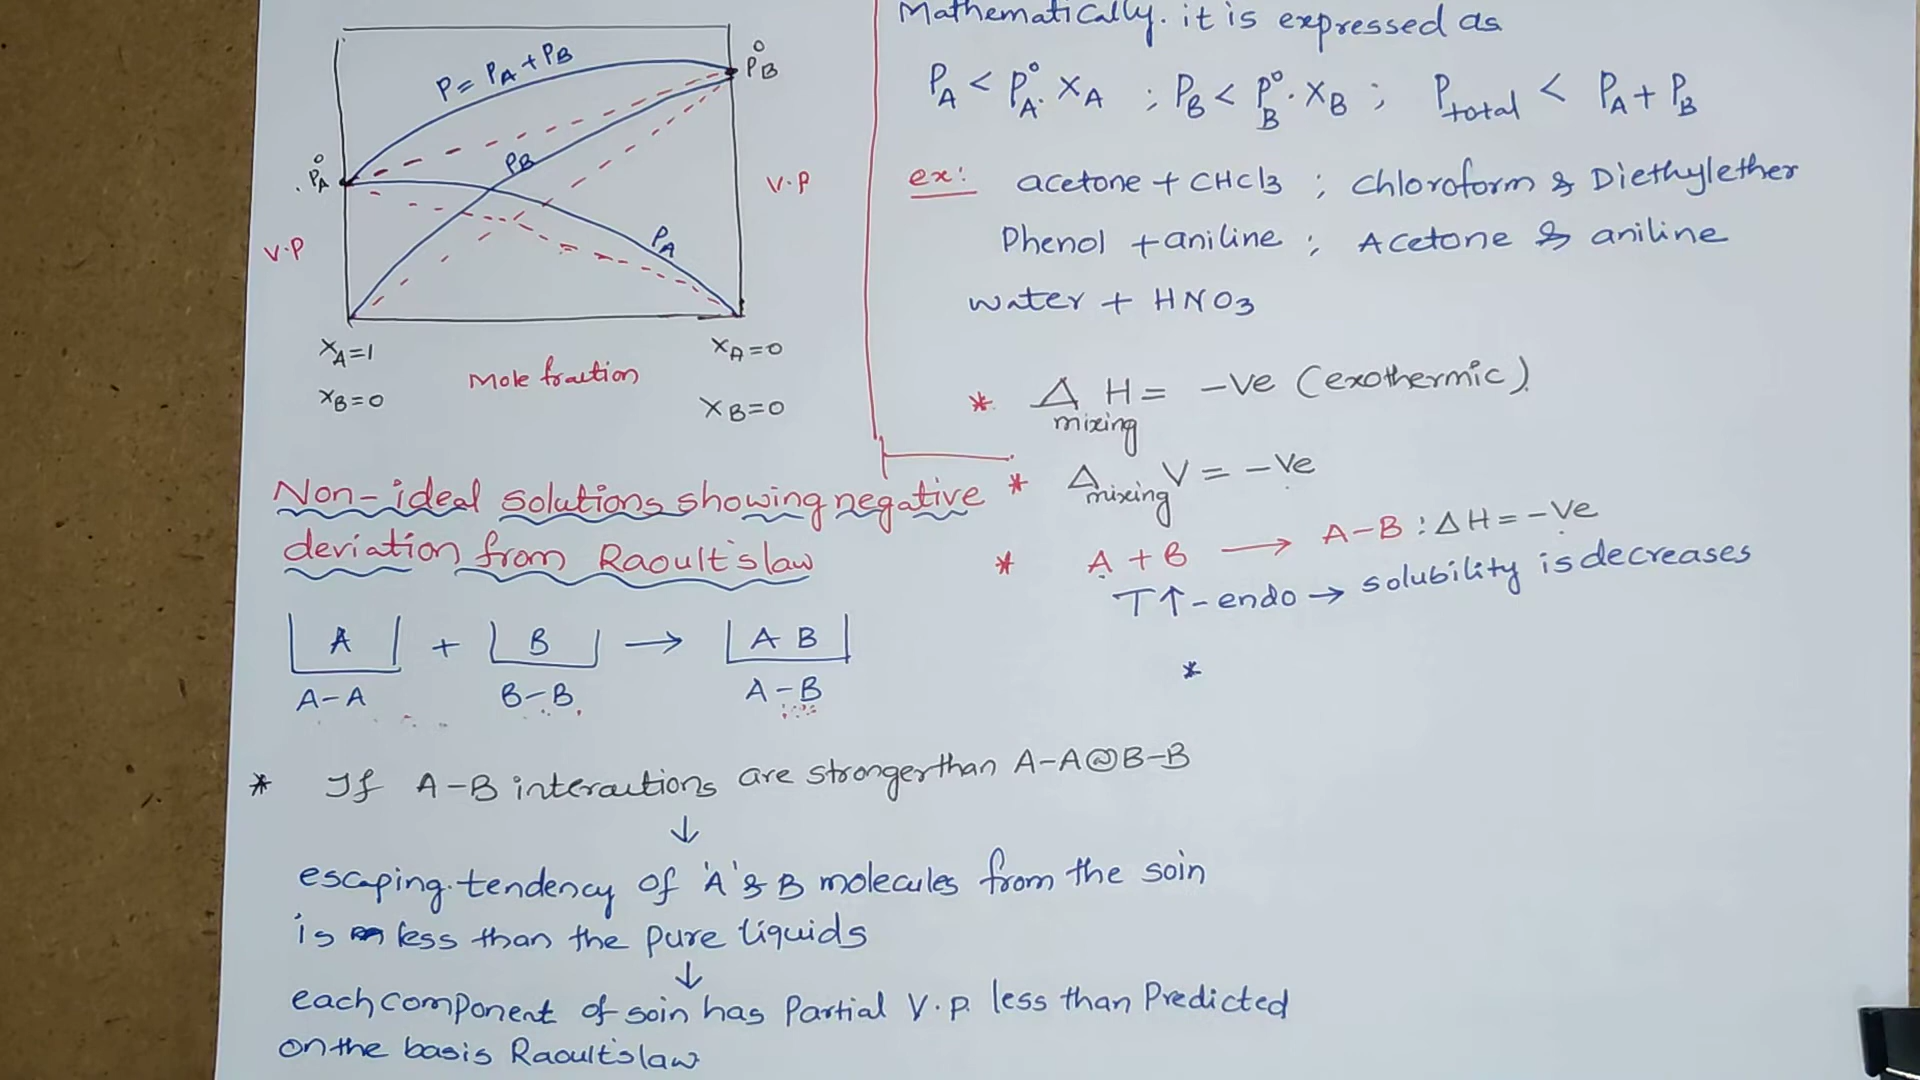 P = PA + PB
P°B
P°A
PB
PA
V.P
V.P
XA=1
XB=0
Mole fraction
XA=0
XB=0
Mathematically. it is expressed as
PA < P°A. XA ; PB < P°B. XB ; Ptotal < PA + PB
ex: acetone + CHCl3 ; chloroform & Diethylether
Phenol + aniline ; Acetone & aniline
water + HNO3
* Δ mixing H = -Ve (exothermic)
* Δ mixing V = -Ve
* A + B → A-B : ΔH = -Ve
T↑ - endo → solubility is decreases
*
Non-ideal solutions showing negative
deviation from Raoult's law
A + B → A B
A-A B-B A-B
* If A-B interactions are stronger than A-A @ B-B
↓
escaping tendency of 'A' & B molecules from the soln
is less than the pure liquids
↓
each component of soln has Partial V.P. less than Predicted
on the basis Raoult's law